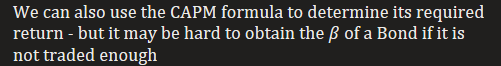 We can also use the CAPM formula to determine its required
return - but it may be hard to obtain the β of a Bond if it is
not traded enough